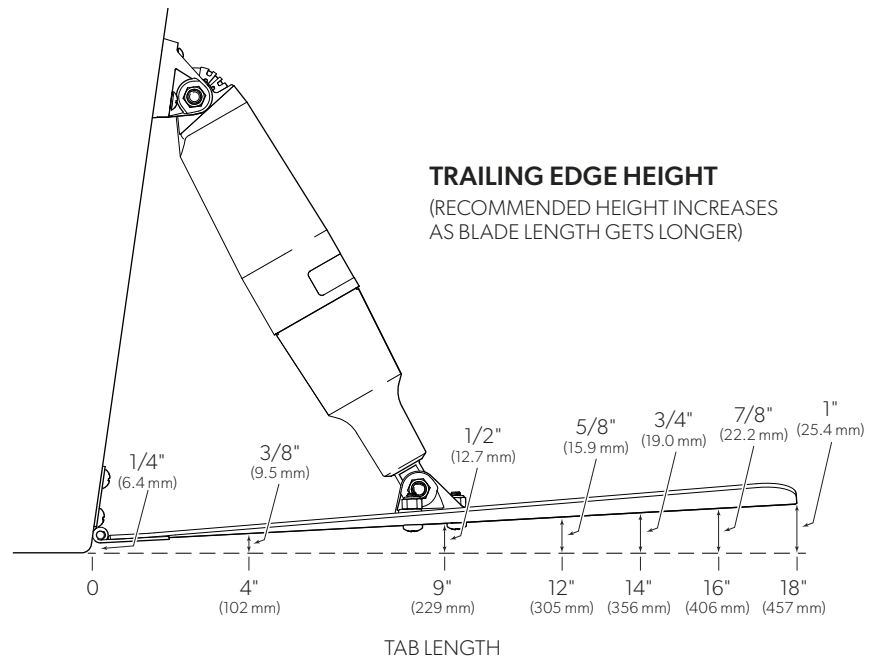 TRAILING EDGE HEIGHT
(RECOMMENDED HEIGHT INCREASES
AS BLADE LENGTH GETS LONGER)
1/4"
(6.4 mm)
3/8"
(9.5 mm)
1/2"
(12.7 mm)
5/8"
(15.9 mm)
3/4"
(19.0 mm)
7/8"
(22.2 mm)
1"
(25.4 mm)
0
4"
(102 mm)
9"
(229 mm)
12"
(305 mm)
14"
(356 mm)
16"
(406 mm)
18"
(457 mm)
TAB LENGTH